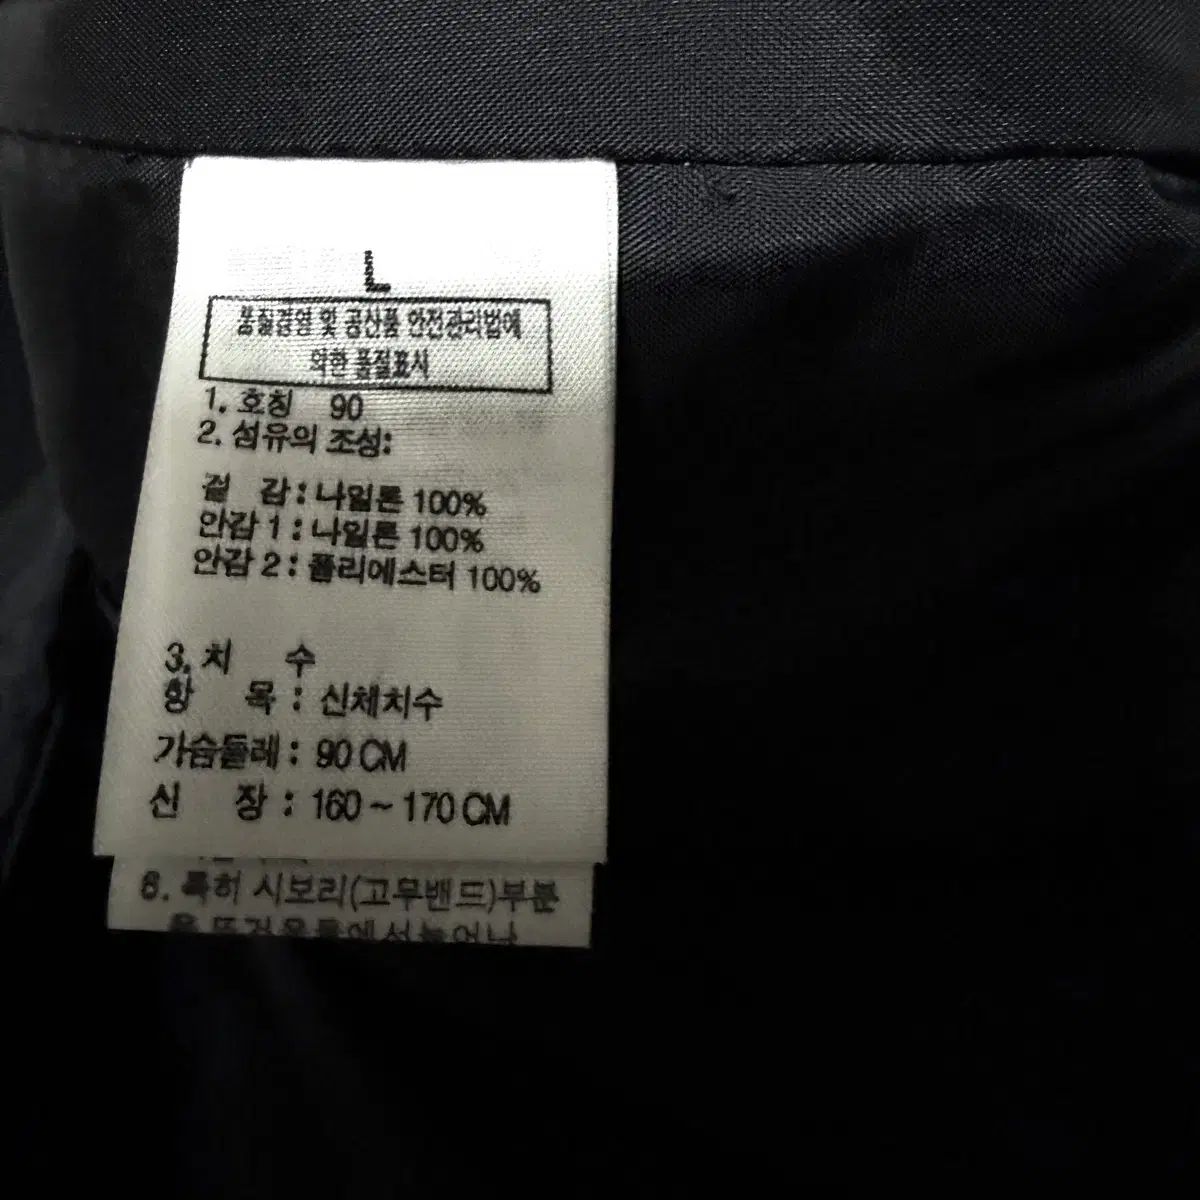 L
품질경영 및 공산품 안전관리법에
의한 품질표시
1. 호칭 90
2. 섬유의 조성:
겉 감 : 나일론 100%
안감 1 : 나일론 100%
안감 2 : 폴리에스터 100%
3. 치 수
항 목 : 신체치수
가슴둘레 : 90 CM
신 장 : 160 ~ 170 CM
8. 특히 시보리(고무밴드)부분